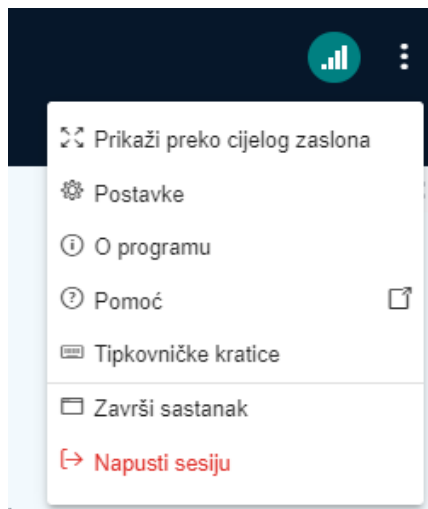 Prikaži preko cijelog zaslona
Postavke
O programu
Pomoć
Tipkovničke kratice
Završi sastanak
Napusti sesiju